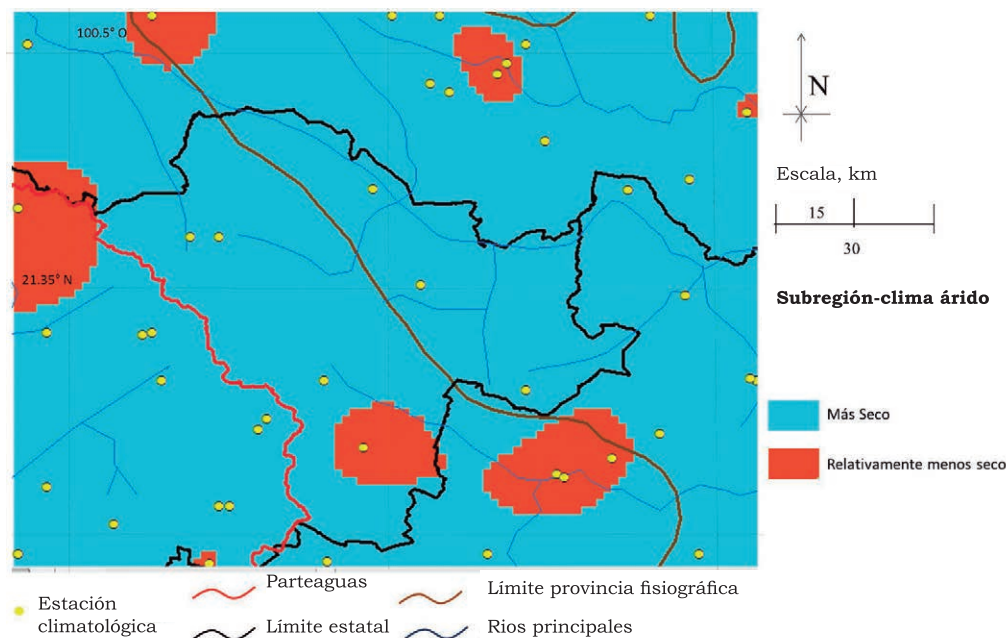 100.5° O
21.35° N
N
Escala, km
15
30
Subregión-clima árido
Más Seco
Relativamente menos seco
Estación
climatológica
Parteaguas
Límite estatal
Límite provincia fisiográfica
Rios principales